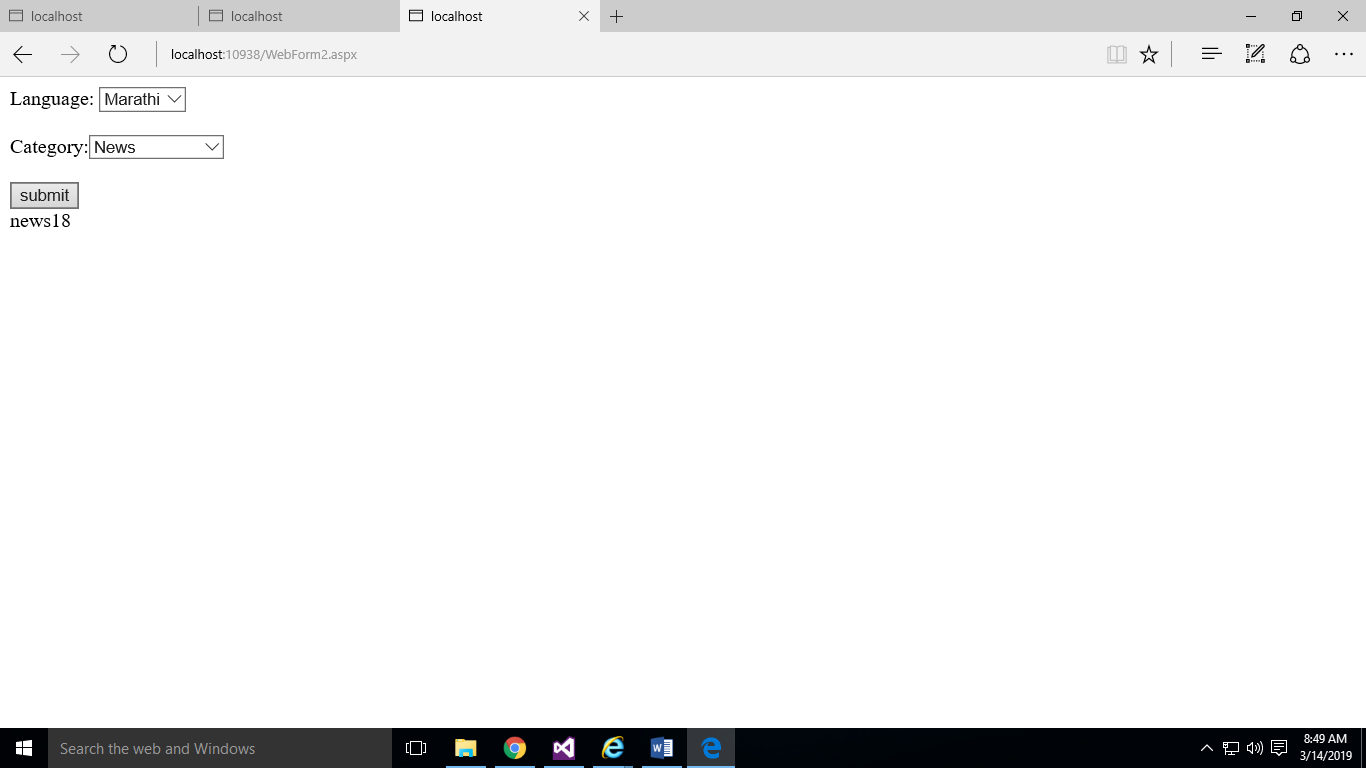 localhost
localhost
localhost
localhost:10938/WebForm2.aspx
Language: Marathi
Category: News
submit
news18
Search the web and Windows
8:49 AM
3/14/2019